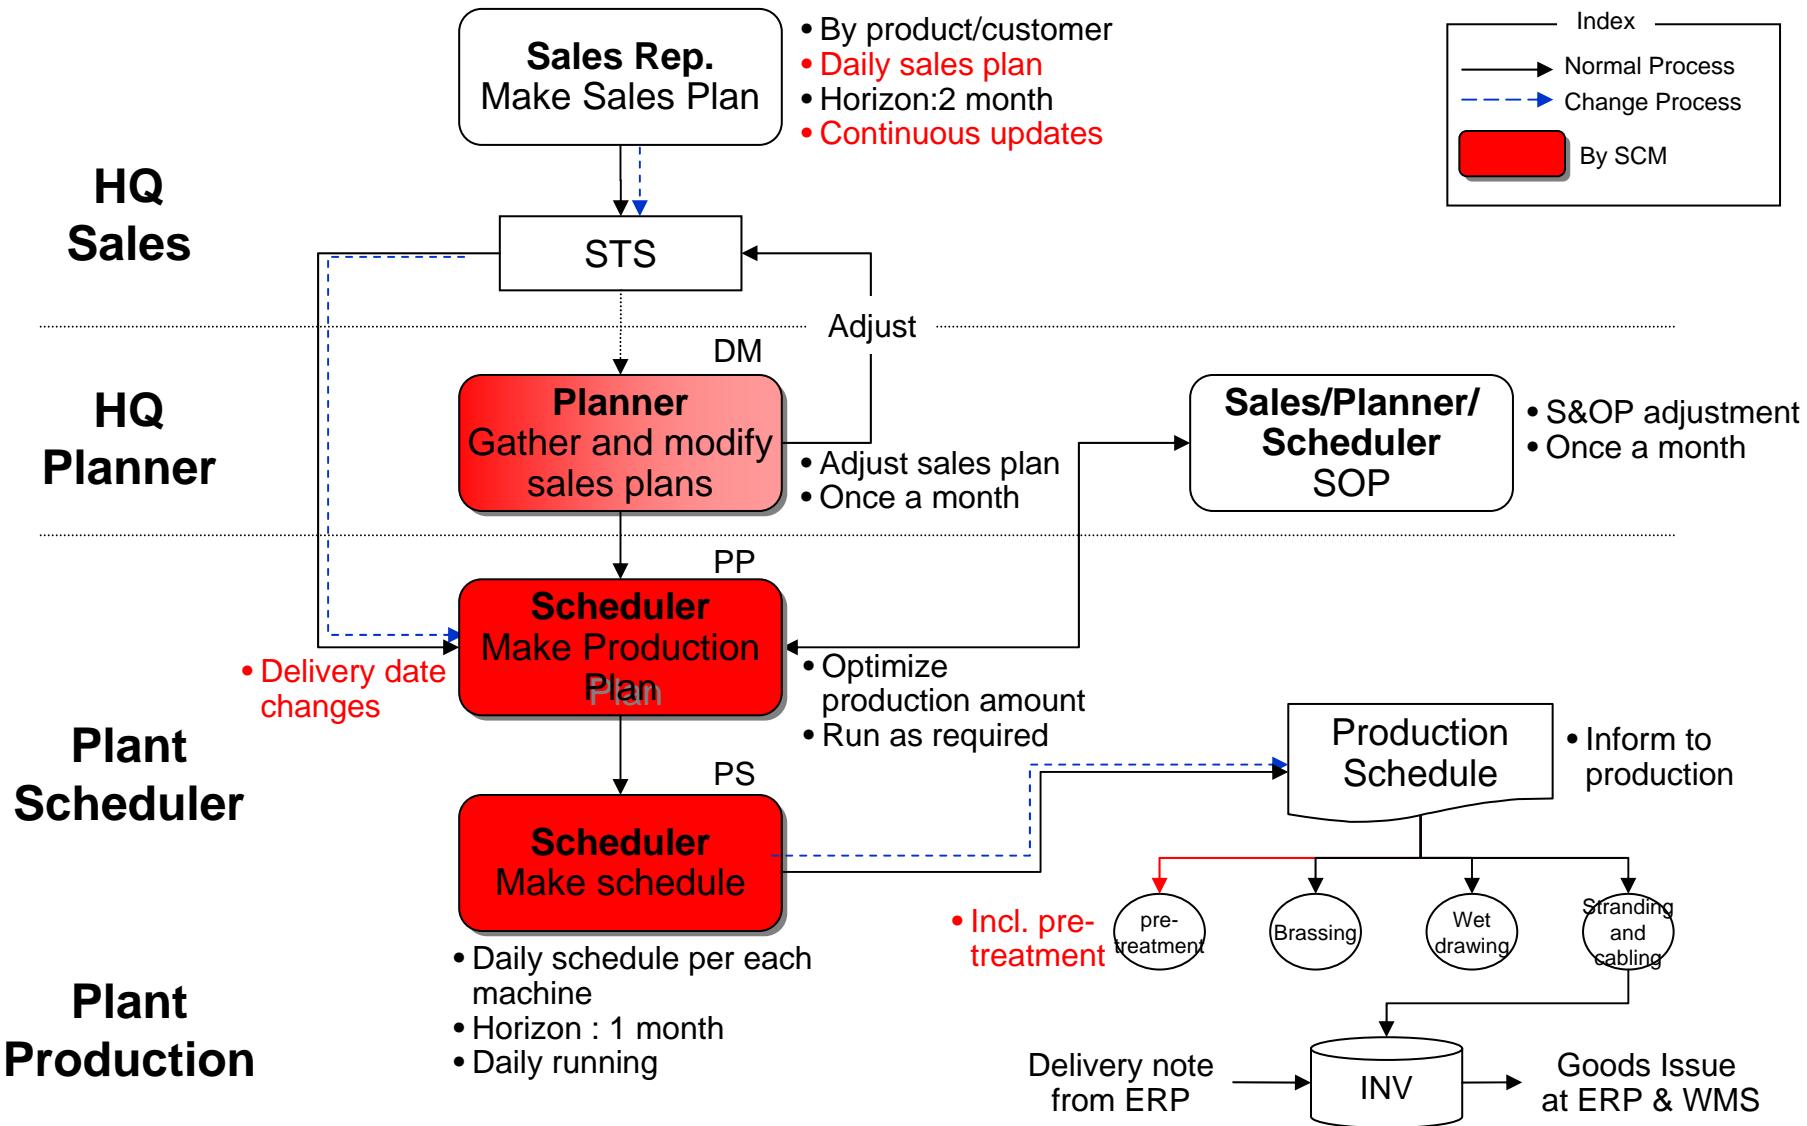 Sales Rep.
Make Sales Plan
• By product/customer
• Daily sales plan
• Horizon:2 month
• Continuous updates
Index
Normal Process
Change Process
By SCM
HQ
Sales
STS
Adjust
DM
HQ
Planner
Planner
Gather and modify
sales plans
• Adjust sales plan
• Once a month
Sales/Planner/
Scheduler
SOP
• S&OP adjustment
• Once a month
PP
Scheduler
Make Production
Plan
• Delivery date
changes
• Optimize
production amount
• Run as required
Plant
Scheduler
PS
Scheduler
Make schedule
Production
Schedule
• Inform to
production
• Incl. pre-
treatment
pre-
treatment
Brassing
Wet
drawing
Stranding
and
cabling
• Daily schedule per each
machine
• Horizon : 1 month
• Daily running
Plant
Production
Delivery note
from ERP
INV
Goods Issue
at ERP & WMS